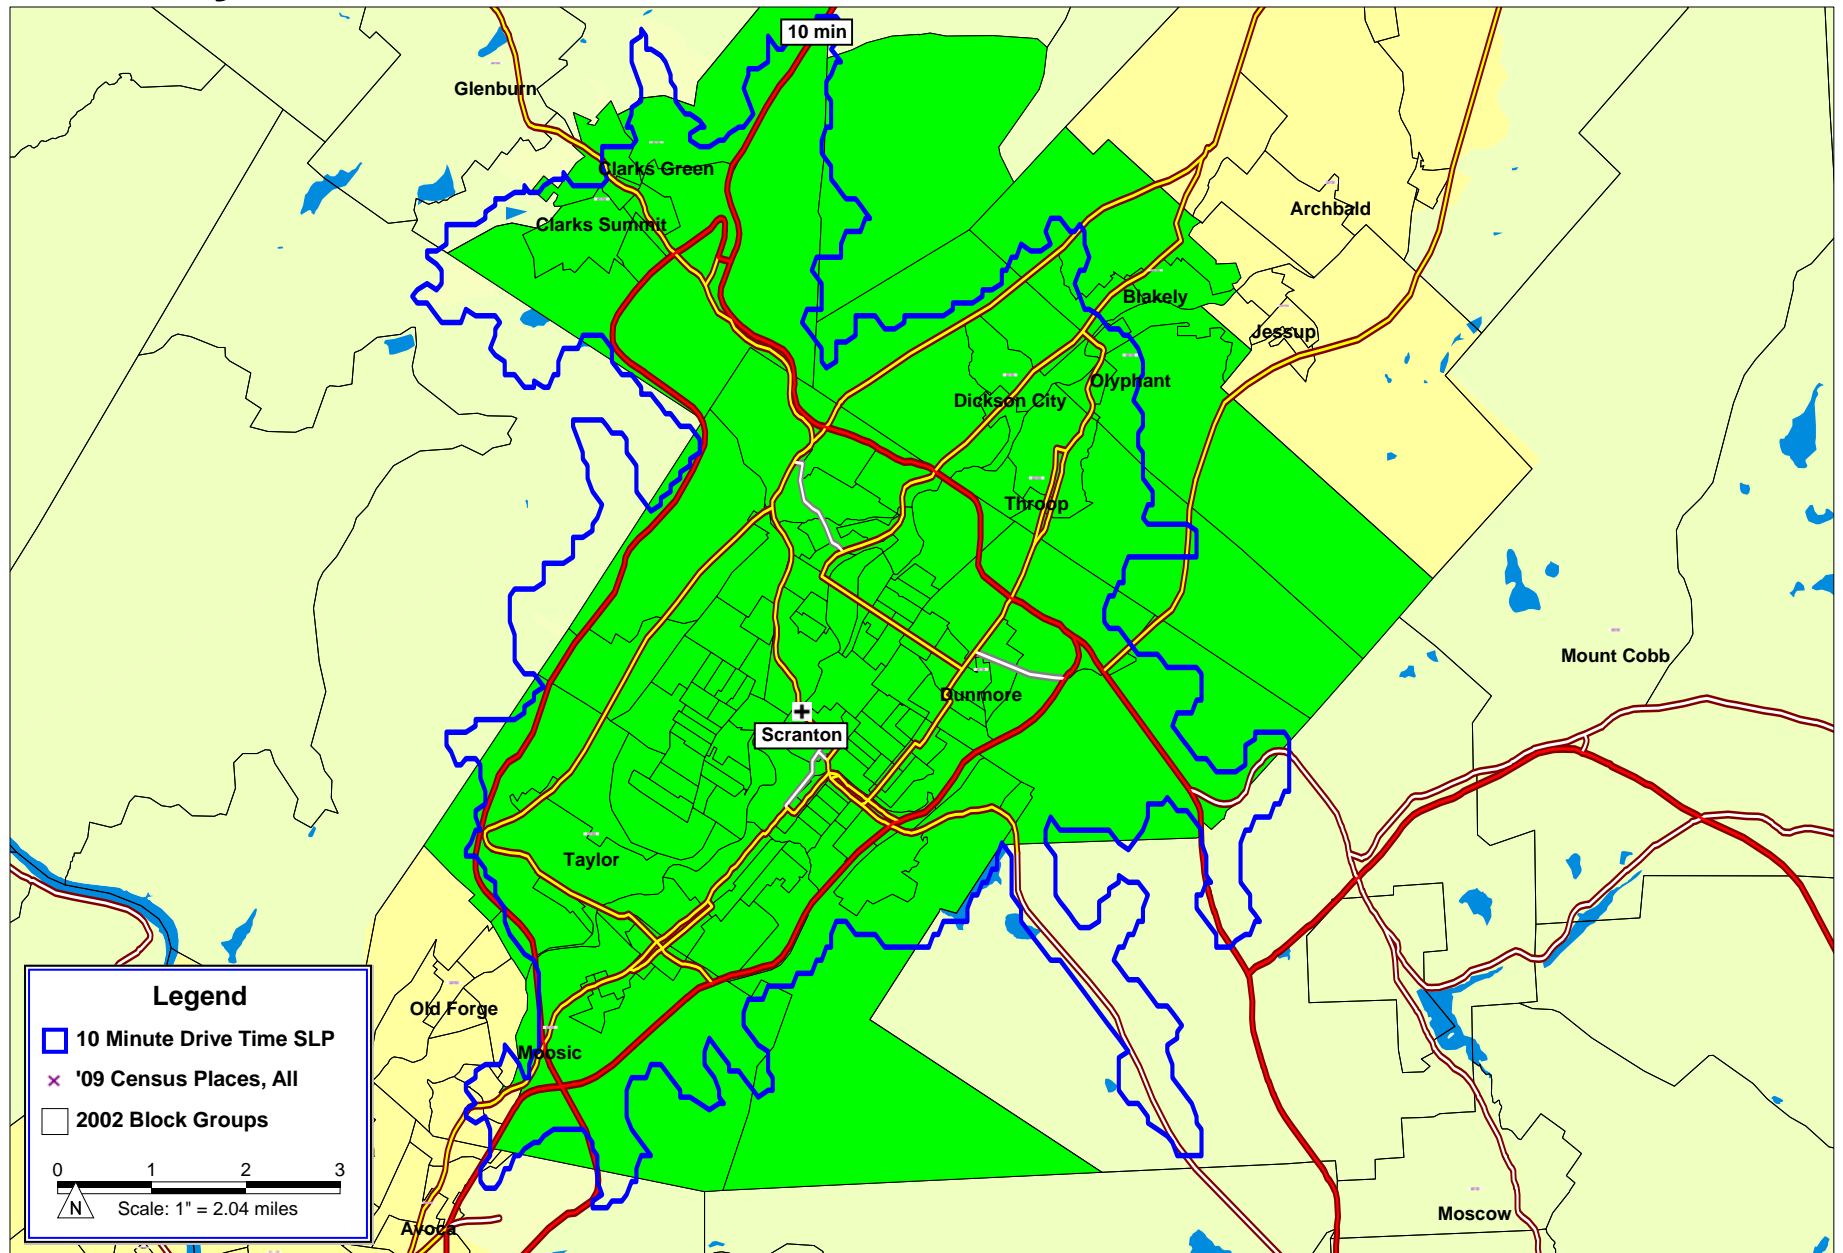 10 min
Glenburn
Clarks Green
Clarks Summit
Archbald
Blakely
Jessup
Olyphant
Dickson City
Throop
Mount Cobb
Dunmore
Scranton
Taylor
Old Forge
Moosic
Moscow
Avoca
Legend
10 Minute Drive Time SLP
'09 Census Places, All
2002 Block Groups
0 1 2 3
N
Scale: 1" = 2.04 miles